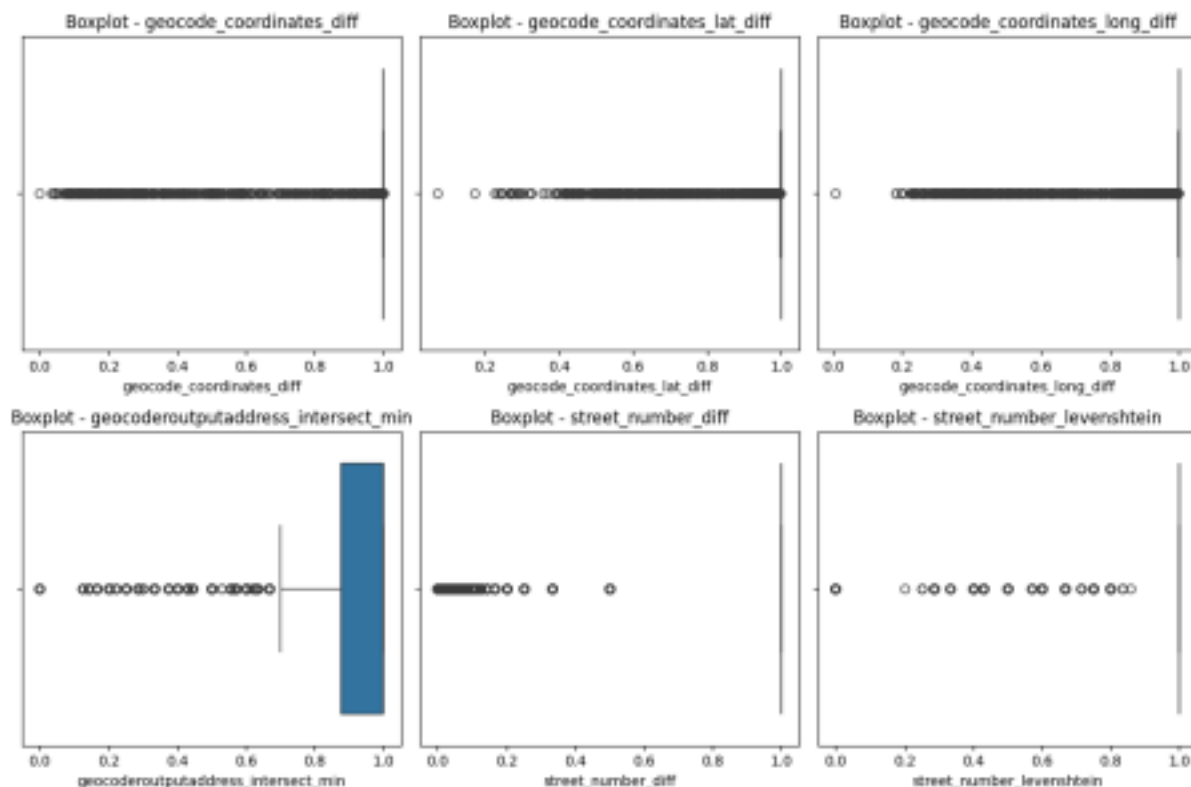 Boxplot - geocode_coordinates_diff
Boxplot - geocode_coordinates_lat_diff
Boxplot - geocode_coordinates_long_diff
0.0 0.2 0.4 0.6 0.8 1.0
0.2 0.4 0.6 0.8 1.0
0.0 0.2 0.4 0.6 0.8 1.0
geocode_coordinates_diff
geocode_coordinates_lat_diff
geocode_coordinates_long_diff
Boxplot - geocoderoutputaddress_intersect_min
Boxplot - street_number_diff
Boxplot - street_number_levenshtein
0.0 0.2 0.4 0.6 0.8 1.0
0.0 0.2 0.4 0.6 0.8 1.0
0.0 0.2 0.4 0.6 0.8 1.0
geocoderoutputaddress_intersect_min
street_number_diff
street_number_levenshtein